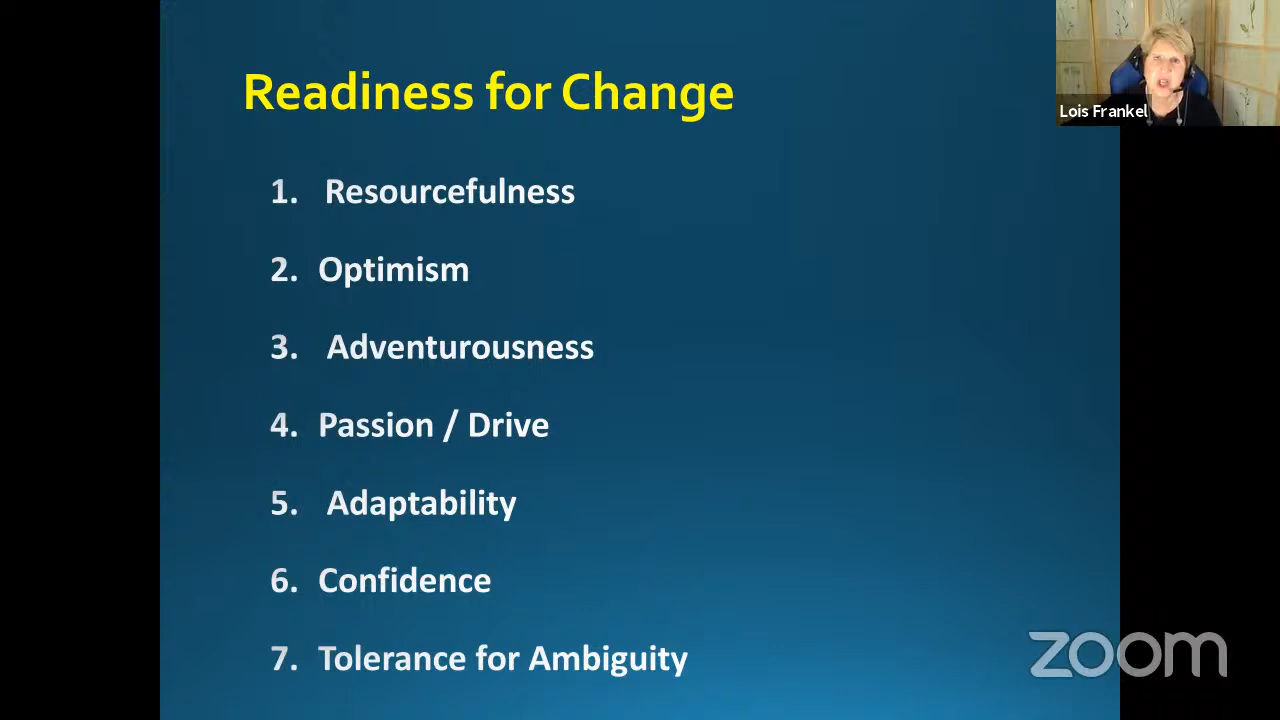 Readiness for Change
Lois Frankel
1. Resourcefulness
2. Optimism
3. Adventurousness
4. Passion / Drive
5. Adaptability
6. Confidence
7. Tolerance for Ambiguity
zoom